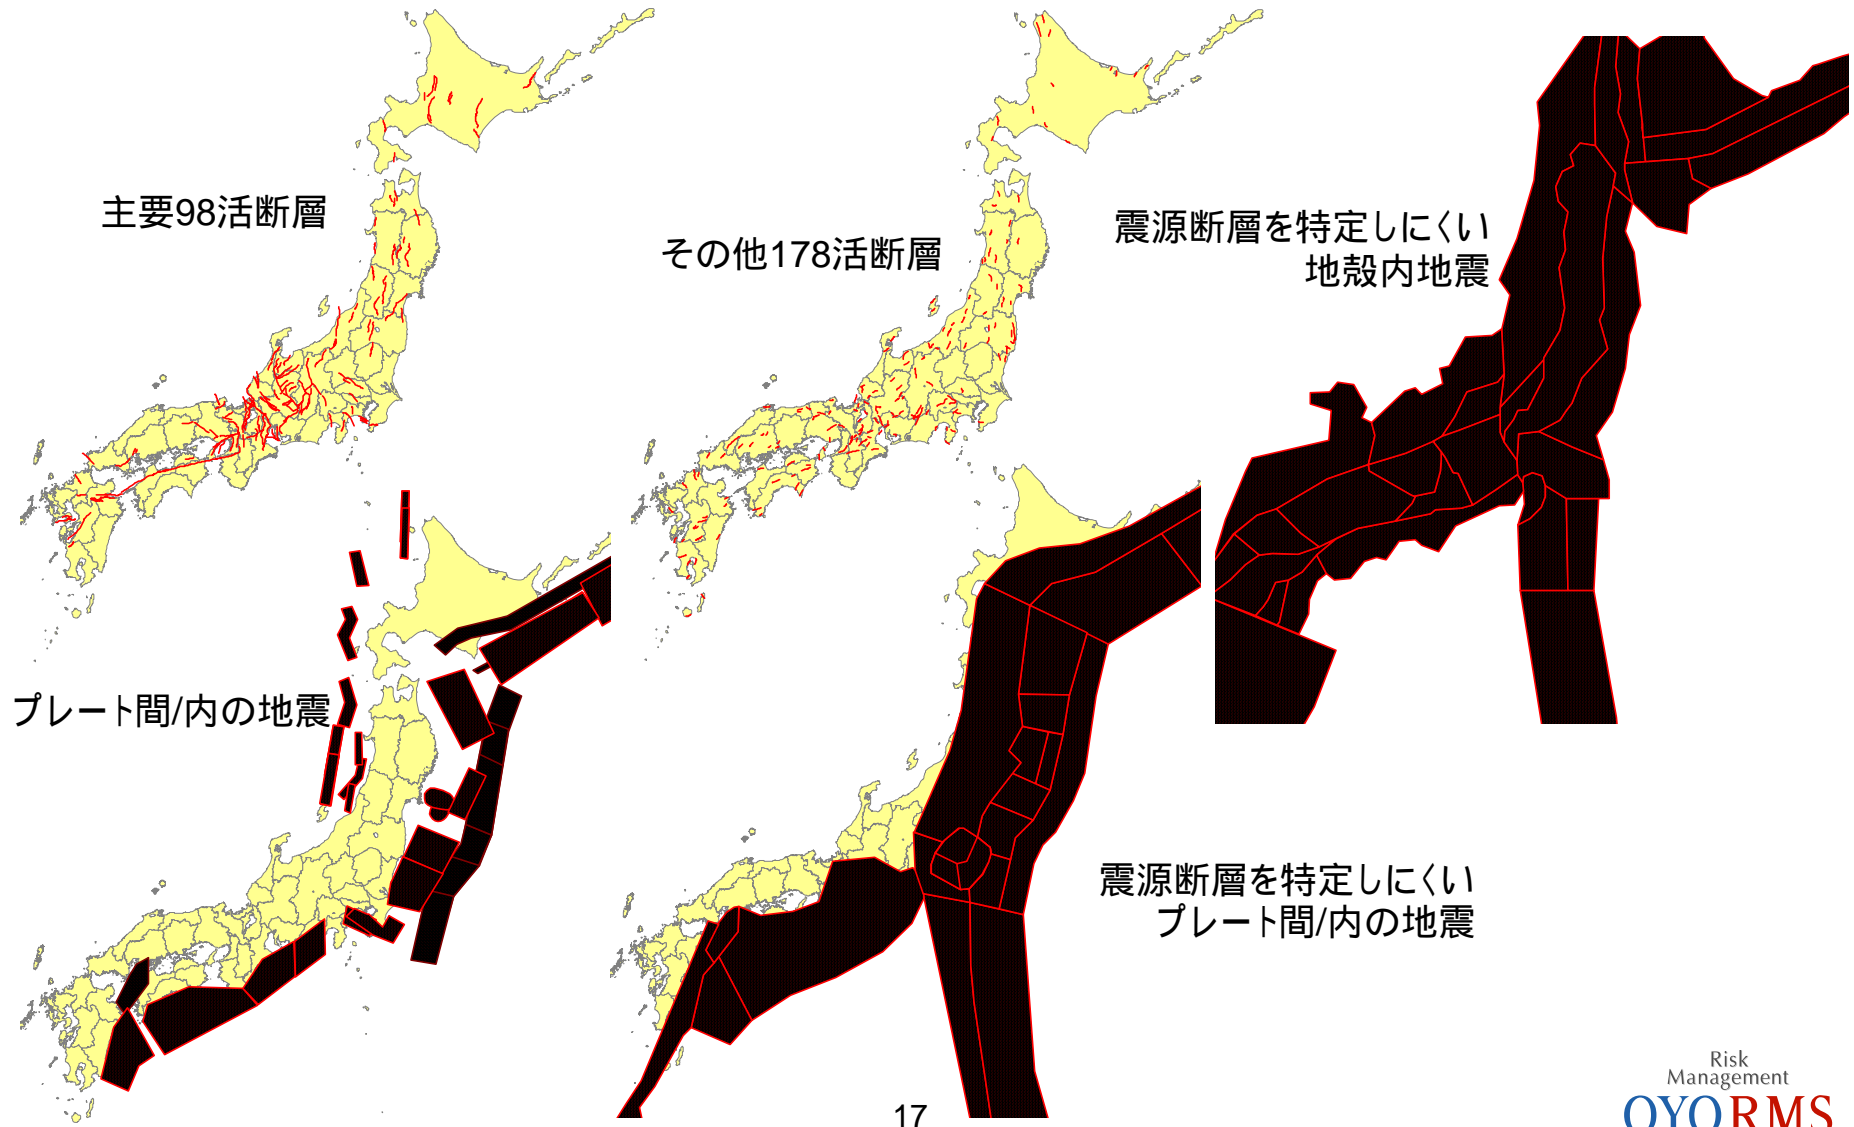 主要98活断層
その他178活断層
震源断層を特定しにくい
地殻内地震
プレート間/内の地震
震源断層を特定しにくい
プレート間/内の地震
17
Risk
Management
OYO RMS